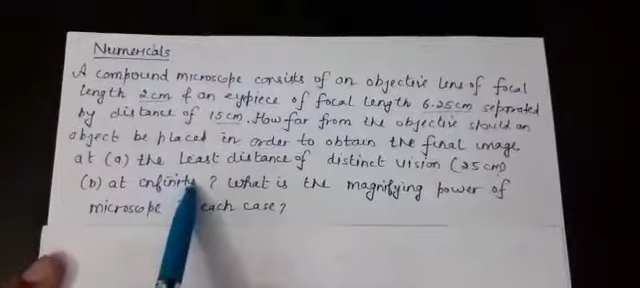 Numericals
A compound microscope consists of an objective lens of focal
length 2cm & an eypiece of focal length 6.25cm seperated
by distance of 15cm. How far from the objective should an
object be placed in order to obtain the final image
at (a) the least distance of distinct vision (25cm)
(b) at infinity? What is the magnifying power of
microscope each case?